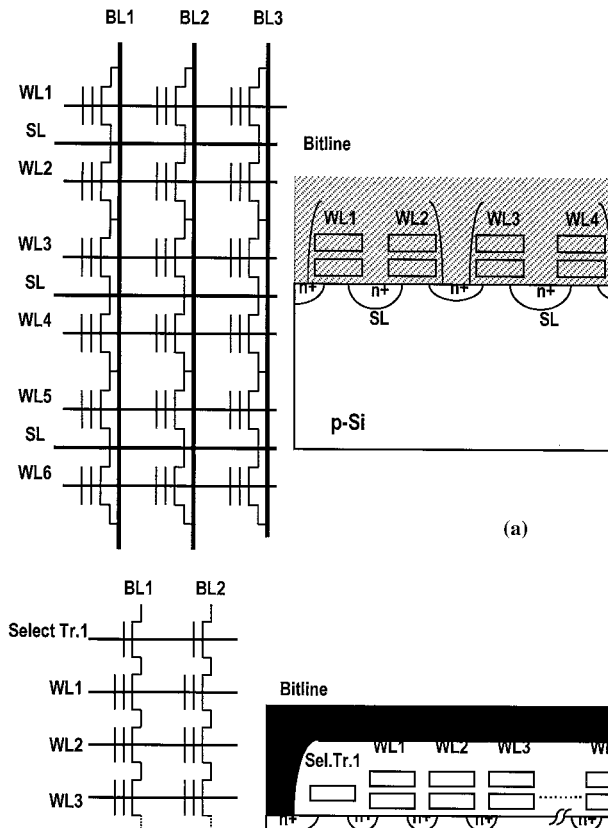 BL1 BL2 BL3
WL1
SL
WL2
WL3
SL
WL4
WL5
SL
WL6
Bitline
WL1 WL2 WL3 WL4
n+ n+ n+ n+
SL SL
p-Si
(a)
BL1 BL2
Select Tr.1
WL1
WL2
WL3
Bitline
Sel.Tr.1 WL1 WL2 WL3
n+